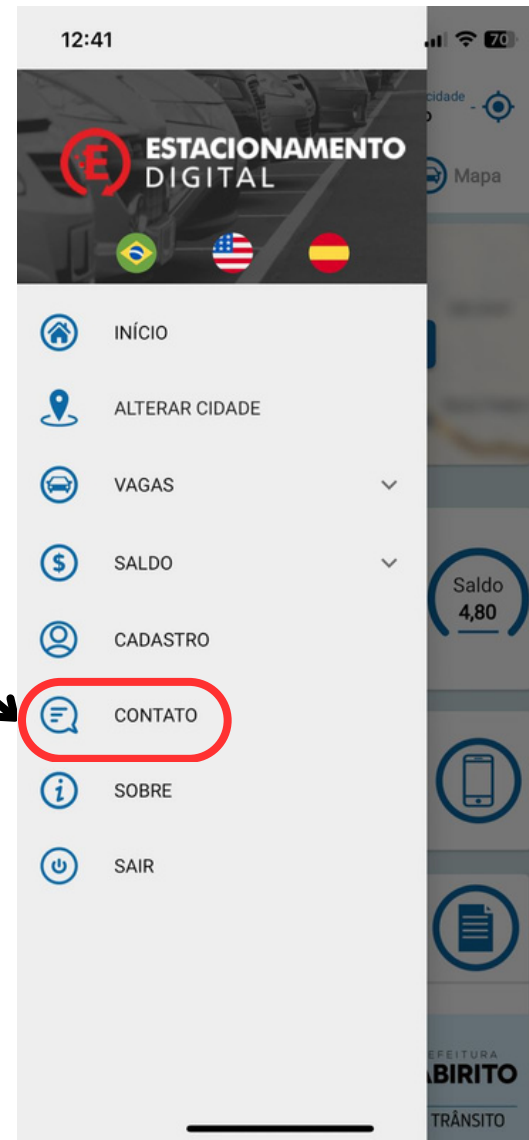 12:41
70
cidade
ESTACIONAMENTO
DIGITAL
Mapa
INÍCIO
ALTERAR CIDADE
VAGAS
SALDO
Saldo
4,80
CADASTRO
CONTATO
SOBRE
SAIR
EFEITURA
ABIRITO
TRÂNSITO